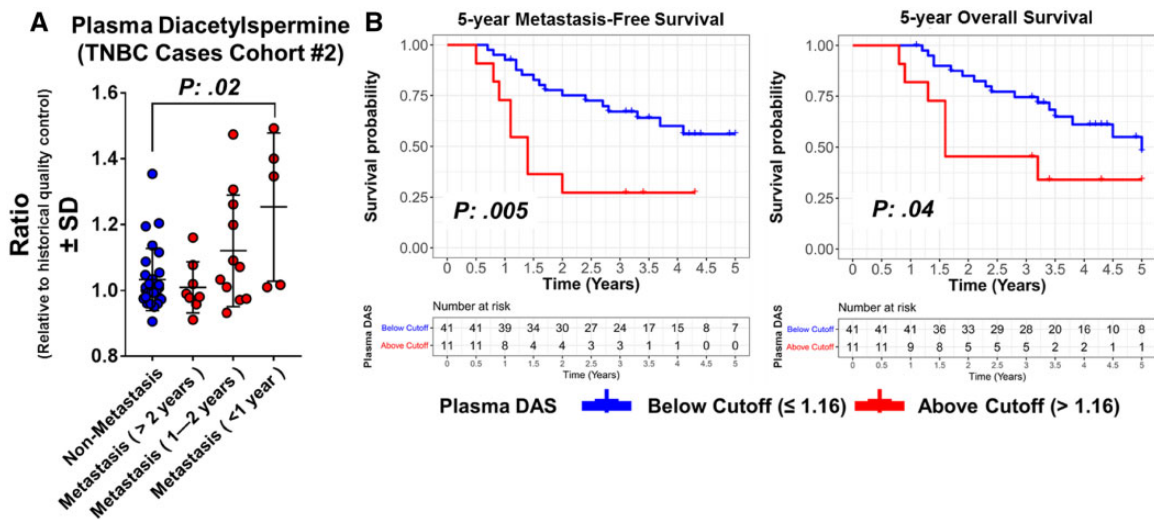 A
Plasma Diacetylspermine
(TNBC Cases Cohort #2)
P: .02
Ratio
(Relative to historical quality control)
± SD
1.6
1.4
1.2
1.0
0.8
Non-Metastasis
Metastasis ( > 2 years )
Metastasis ( 1—2 years )
Metastasis ( <1 year )
B
5-year Metastasis-Free Survival
Survival probability
1.00
0.75
0.50
0.25
0.00
P: .005
0 0.5 1 1.5 2 2.5 3 3.5 4 4.5 5
Time (Years)
Number at risk
Plasma DAS
Below Cutoff 41 41 39 34 30 27 24 17 15 8 7
Above Cutoff 11 11 8 4 4 3 3 1 1 0 0
0 0.5 1 1.5 2 2.5 3 3.5 4 4.5 5
Time (Years)
5-year Overall Survival
Survival probability
1.00
0.75
0.50
0.25
0.00
P: .04
0 0.5 1 1.5 2 2.5 3 3.5 4 4.5 5
Time (Years)
Number at risk
Plasma DAS
Below Cutoff 41 41 41 36 33 29 28 20 16 10 8
Above Cutoff 11 11 9 8 5 5 5 2 2 1 1
0 0.5 1 1.5 2 2.5 3 3.5 4 4.5 5
Time (Years)
Plasma DAS Below Cutoff (≤ 1.16) Above Cutoff (> 1.16)